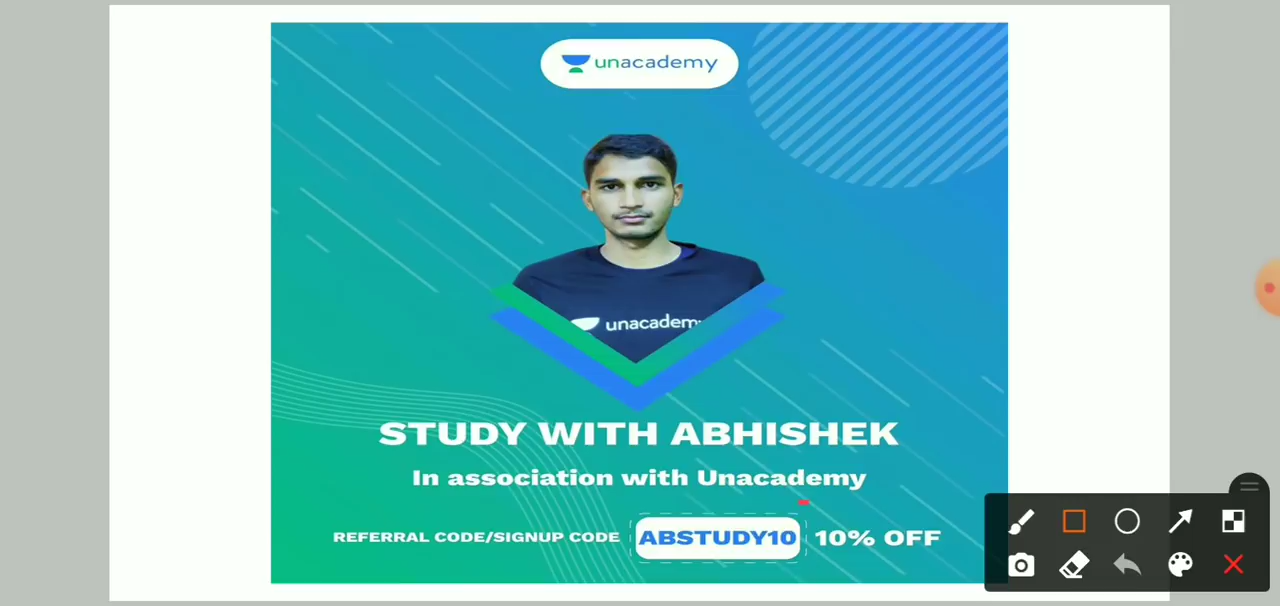 unacademy
unacademy
STUDY WITH ABHISHEK
In association with Unacademy
REFERRAL CODE/SIGNUP CODE ABSTUDY10 10% OFF